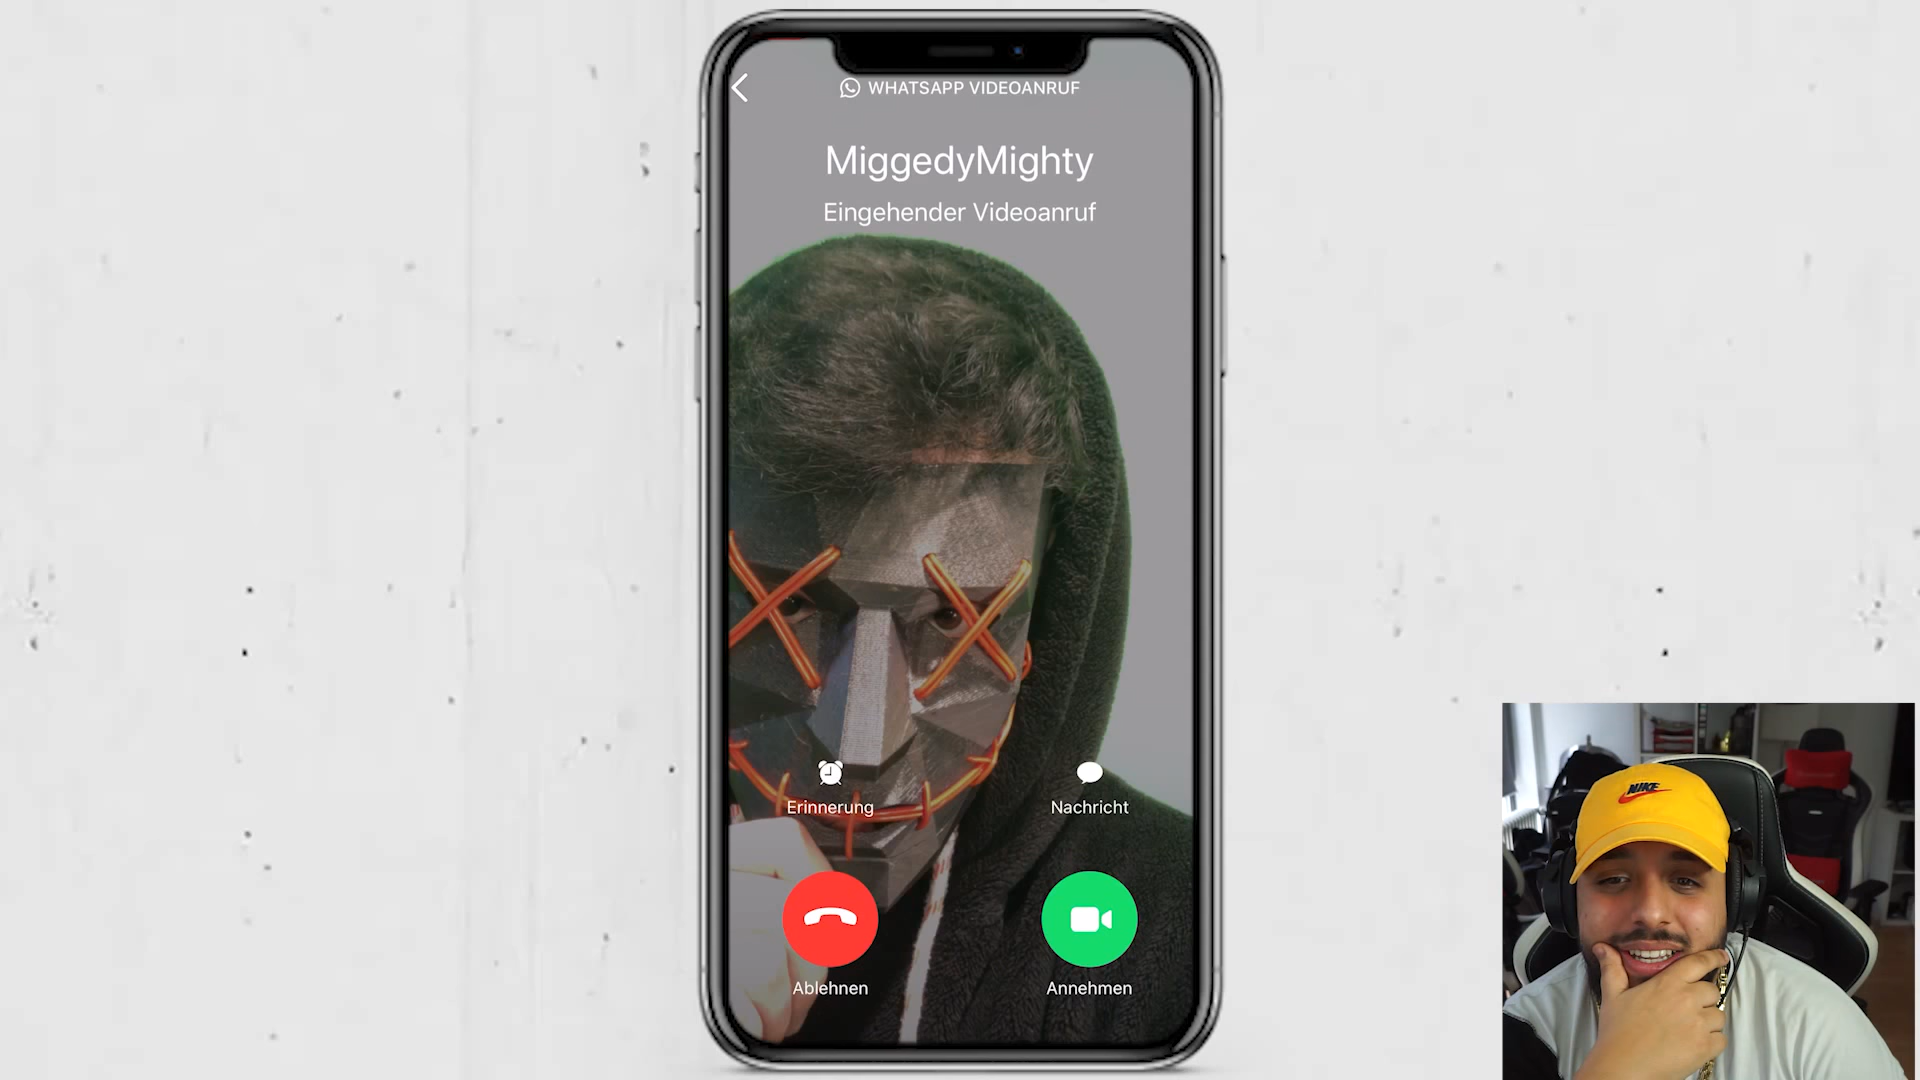 WHATSAPP VIDEOANRUF
MiggedyMighty
Eingehender Videoanruf
Erinnerung
Nachricht
Ablehnen
Annehmen
NIKE